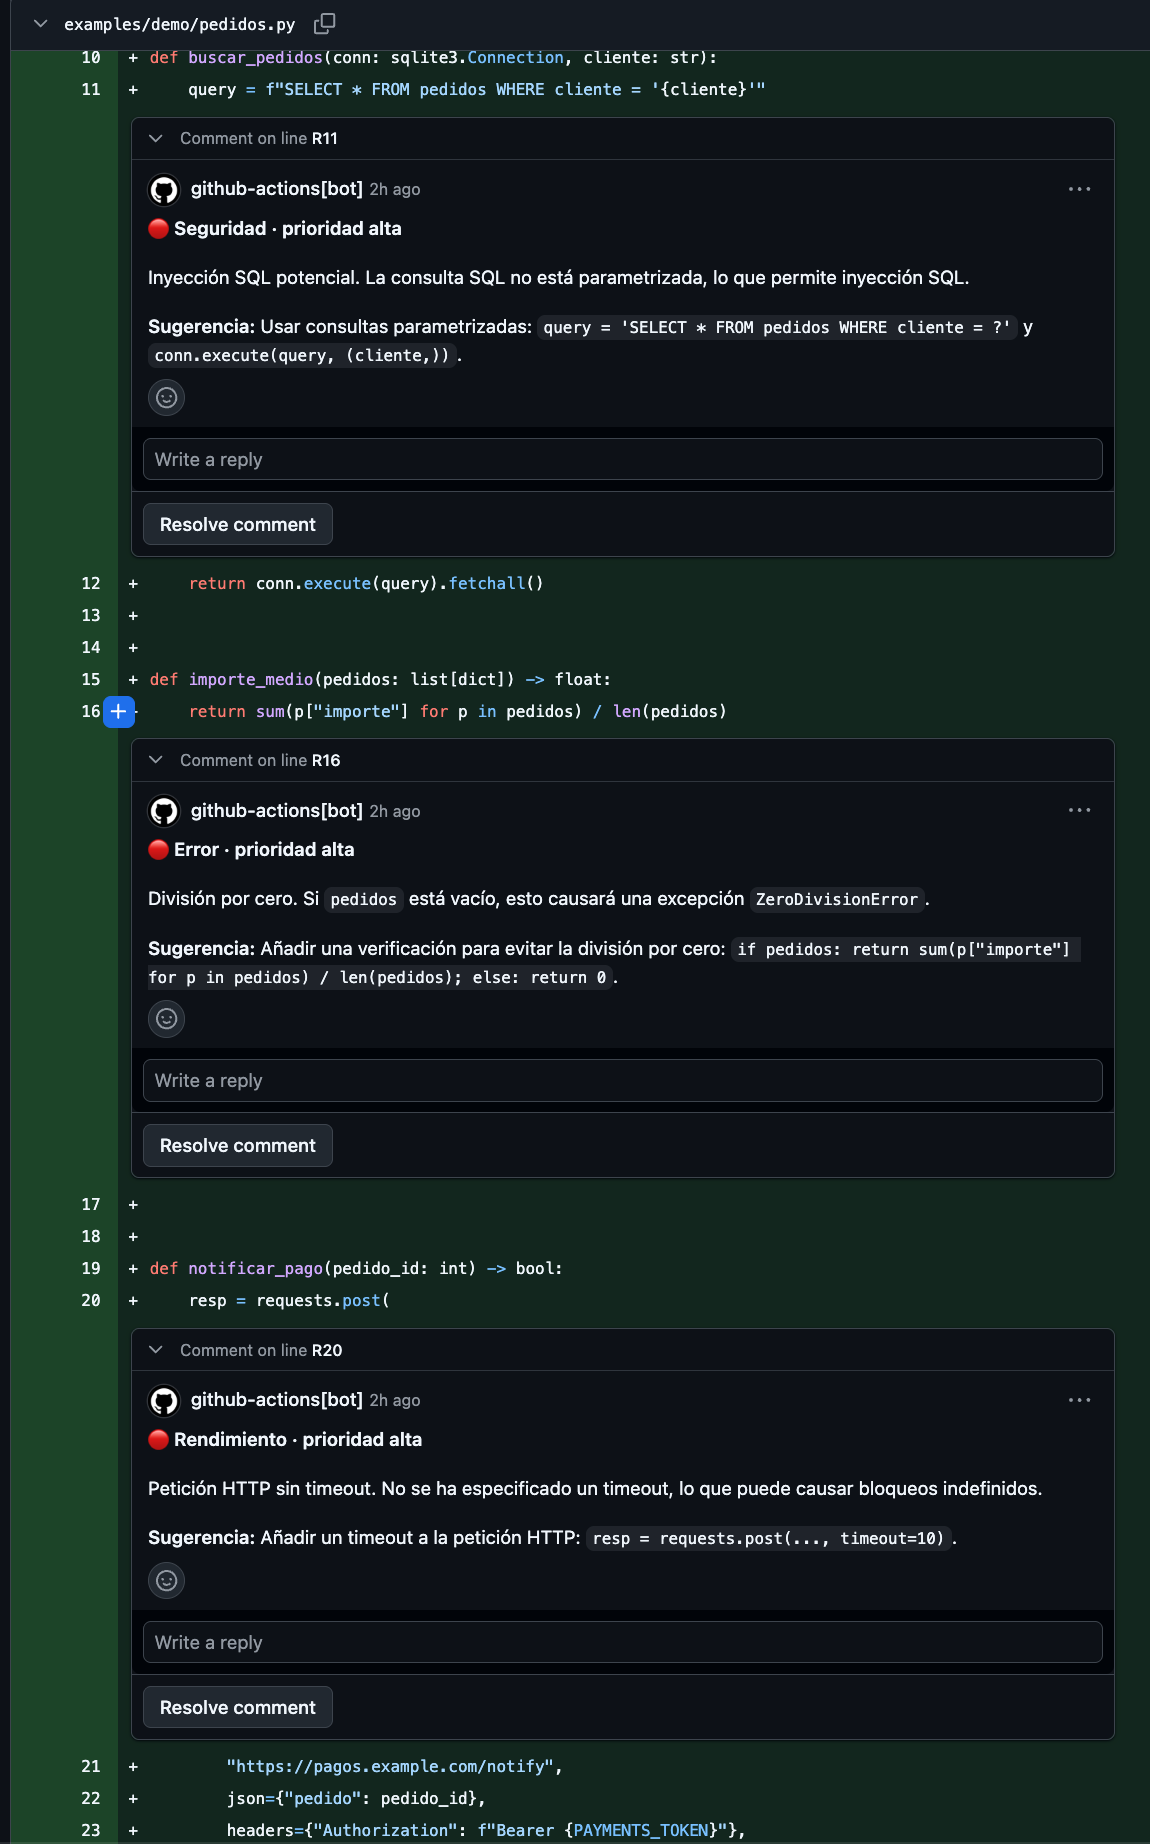 examples/demo/pedidos.py
10 + def buscar_pedidos(conn: sqlite3.Connection, cliente: str):
11 +     query = f"SELECT * FROM pedidos WHERE cliente = '{cliente}'"
Comment on line R11
github-actions[bot] 2h ago
Seguridad · prioridad alta
Inyección SQL potencial. La consulta SQL no está parametrizada, lo que permite inyección SQL.
Sugerencia: Usar consultas parametrizadas: query = 'SELECT * FROM pedidos WHERE cliente = ?' y
conn.execute(query, (cliente,)).
Write a reply
Resolve comment
12 +     return conn.execute(query).fetchall()
13 +
14 +
15 + def importe_medio(pedidos: list[dict]) -> float:
16 +     return sum(p["importe"] for p in pedidos) / len(pedidos)
Comment on line R16
github-actions[bot] 2h ago
Error · prioridad alta
División por cero. Si pedidos está vacío, esto causará una excepción ZeroDivisionError.
Sugerencia: Añadir una verificación para evitar la división por cero: if pedidos: return sum(p["importe"]
for p in pedidos) / len(pedidos); else: return 0.
Write a reply
Resolve comment
17 +
18 +
19 + def notificar_pago(pedido_id: int) -> bool:
20 +     resp = requests.post(
Comment on line R20
github-actions[bot] 2h ago
Rendimiento · prioridad alta
Petición HTTP sin timeout. No se ha especificado un timeout, lo que puede causar bloqueos indefinidos.
Sugerencia: Añadir un timeout a la petición HTTP: resp = requests.post(..., timeout=10).
Write a reply
Resolve comment
21 +         "https://pagos.example.com/notify",
22 +         json={"pedido": pedido_id},
23 +         headers={"Authorization": f"Bearer {PAYMENTS_TOKEN}"},